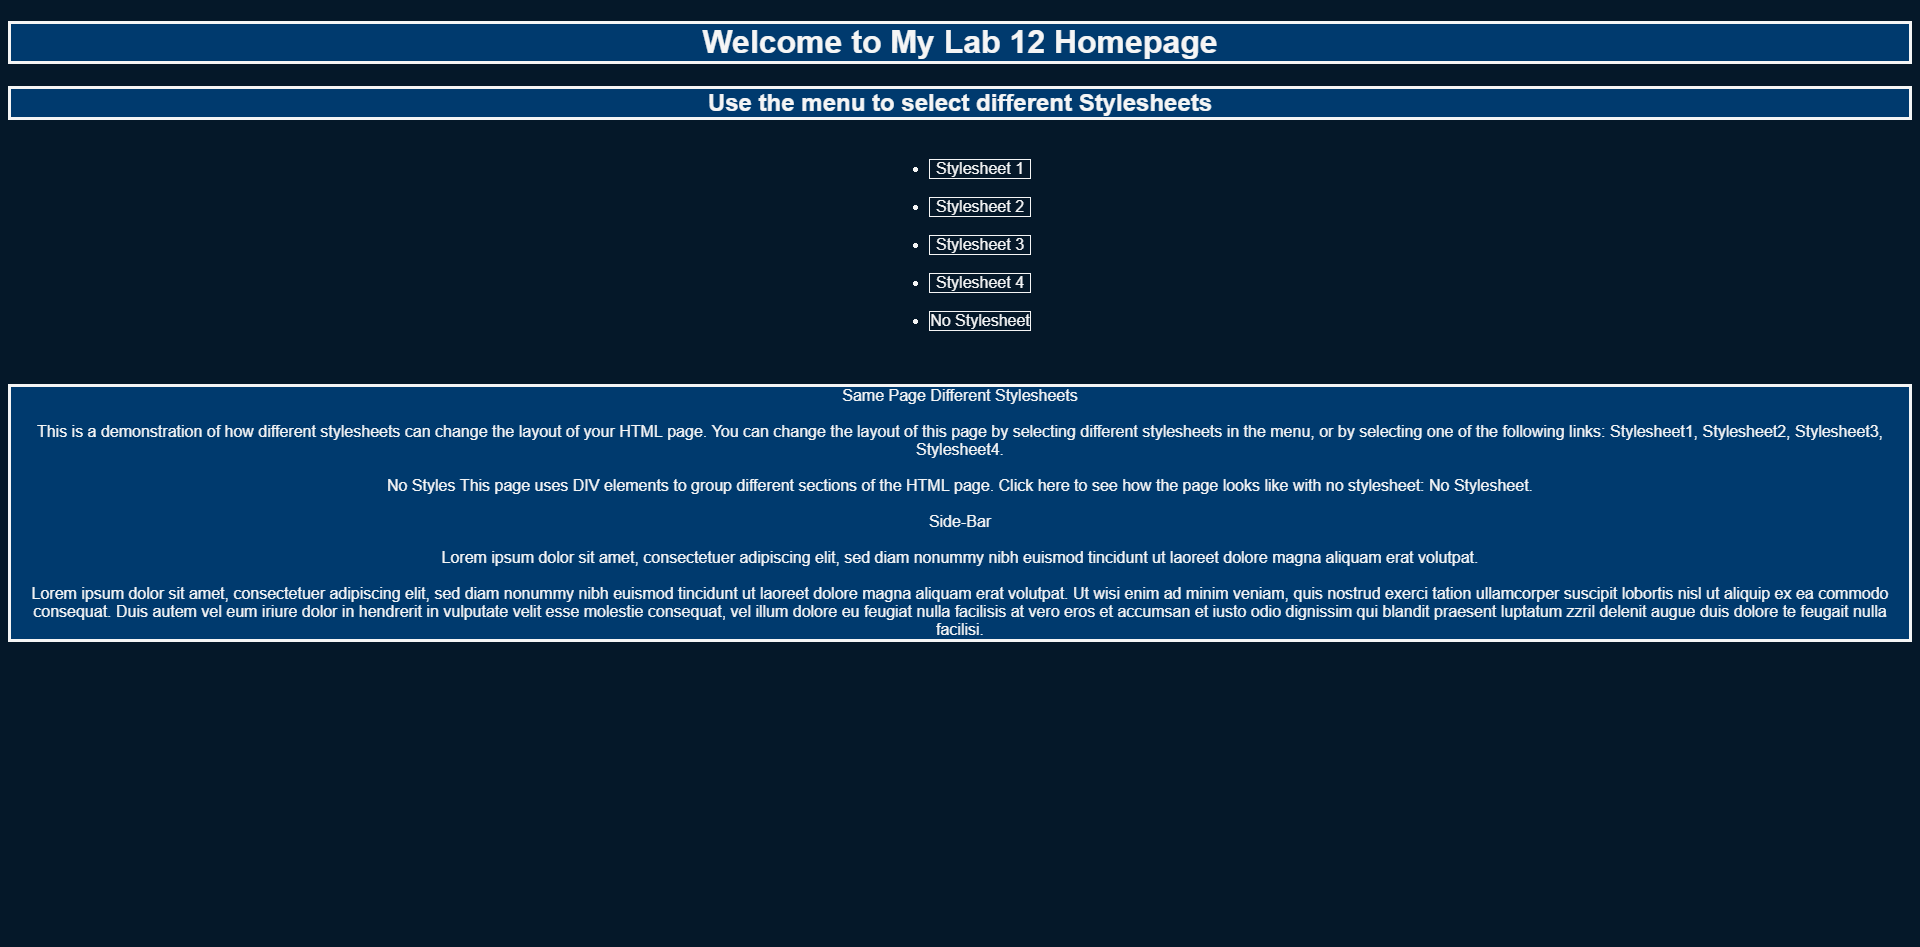 Welcome to My Lab 12 Homepage
Use the menu to select different Stylesheets
Stylesheet 1
Stylesheet 2
Stylesheet 3
Stylesheet 4
No Stylesheet
Same Page Different Stylesheets
This is a demonstration of how different stylesheets can change the layout of your HTML page. You can change the layout of this page by selecting different stylesheets in the menu, or by selecting one of the following links: Stylesheet1, Stylesheet2, Stylesheet3,
Stylesheet4.
No Styles This page uses DIV elements to group different sections of the HTML page. Click here to see how the page looks like with no stylesheet: No Stylesheet.
Side-Bar
Lorem ipsum dolor sit amet, consectetuer adipiscing elit, sed diam nonummy nibh euismod tincidunt ut laoreet dolore magna aliquam erat volutpat.
Lorem ipsum dolor sit amet, consectetuer adipiscing elit, sed diam nonummy nibh euismod tincidunt ut laoreet dolore magna aliquam erat volutpat. Ut wisi enim ad minim veniam, quis nostrud exerci tation ullamcorper suscipit lobortis nisl ut aliquip ex ea commodo
consequat. Duis autem vel eum iriure dolor in hendrerit in vulputate velit esse molestie consequat, vel illum dolore eu feugiat nulla facilisis at vero eros et accumsan et iusto odio dignissim qui blandit praesent luptatum zzril delenit augue duis dolore te feugait nulla
facilisi.